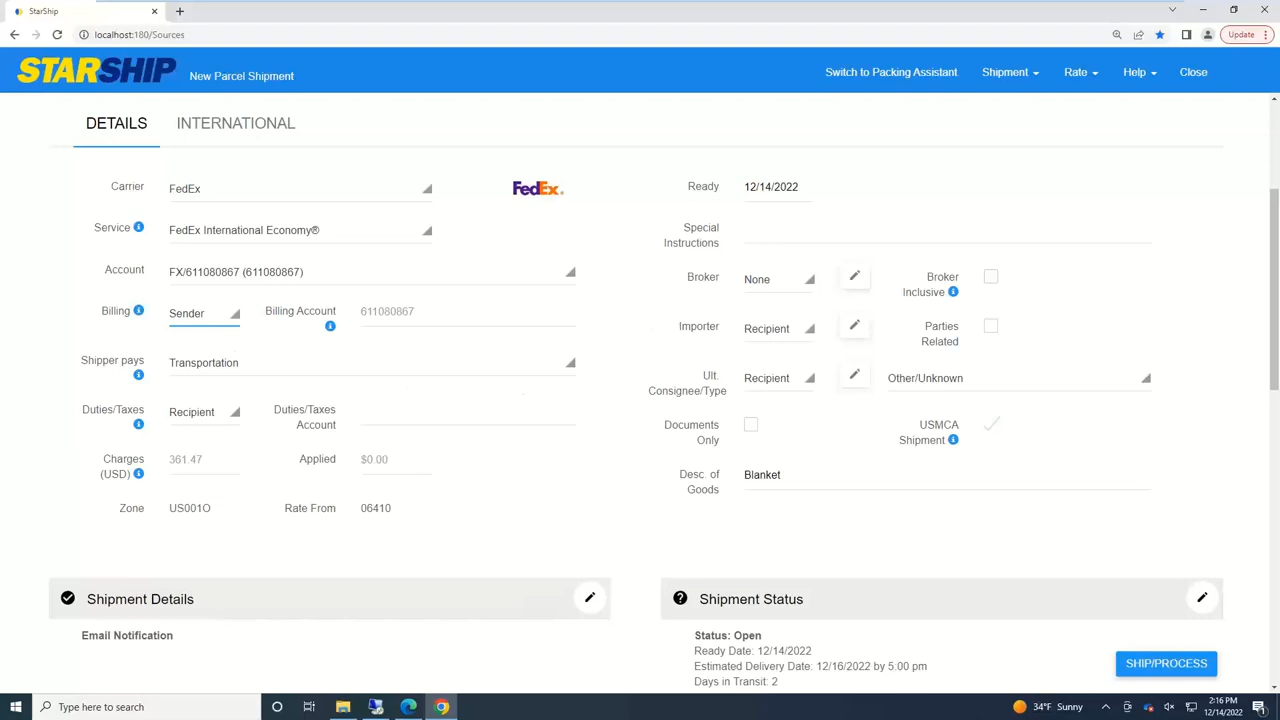 StarShip
localhost:180/Sources
Update
STARSHIP
New Parcel Shipment
Switch to Packing Assistant
Shipment
Rate
Help
Close
DETAILS
INTERNATIONAL
Carrier
FedEx
FedEx.
Service
FedEx International Economy®
Account
FX/611080867 (611080867)
Billing
Sender
Billing Account
611080867
Shipper pays
Transportation
Duties/Taxes
Recipient
Duties/Taxes
Account
Charges
(USD)
361.47
Applied
$0.00
Zone
US001O
Rate From
06410
Ready
12/14/2022
Special
Instructions
Broker
None
Broker
Inclusive
Importer
Recipient
Parties
Related
Ult.
Consignee/Type
Recipient
Other/Unknown
Documents
Only
USMCA
Shipment
Desc. of
Goods
Blanket
Shipment Details
Email Notification
Shipment Status
Status: Open
Ready Date: 12/14/2022
Estimated Delivery Date: 12/16/2022 by 5:00 pm
Days in Transit: 2
SHIP/PROCESS
Type here to search
34°F Sunny
2:16 PM
12/14/2022
1